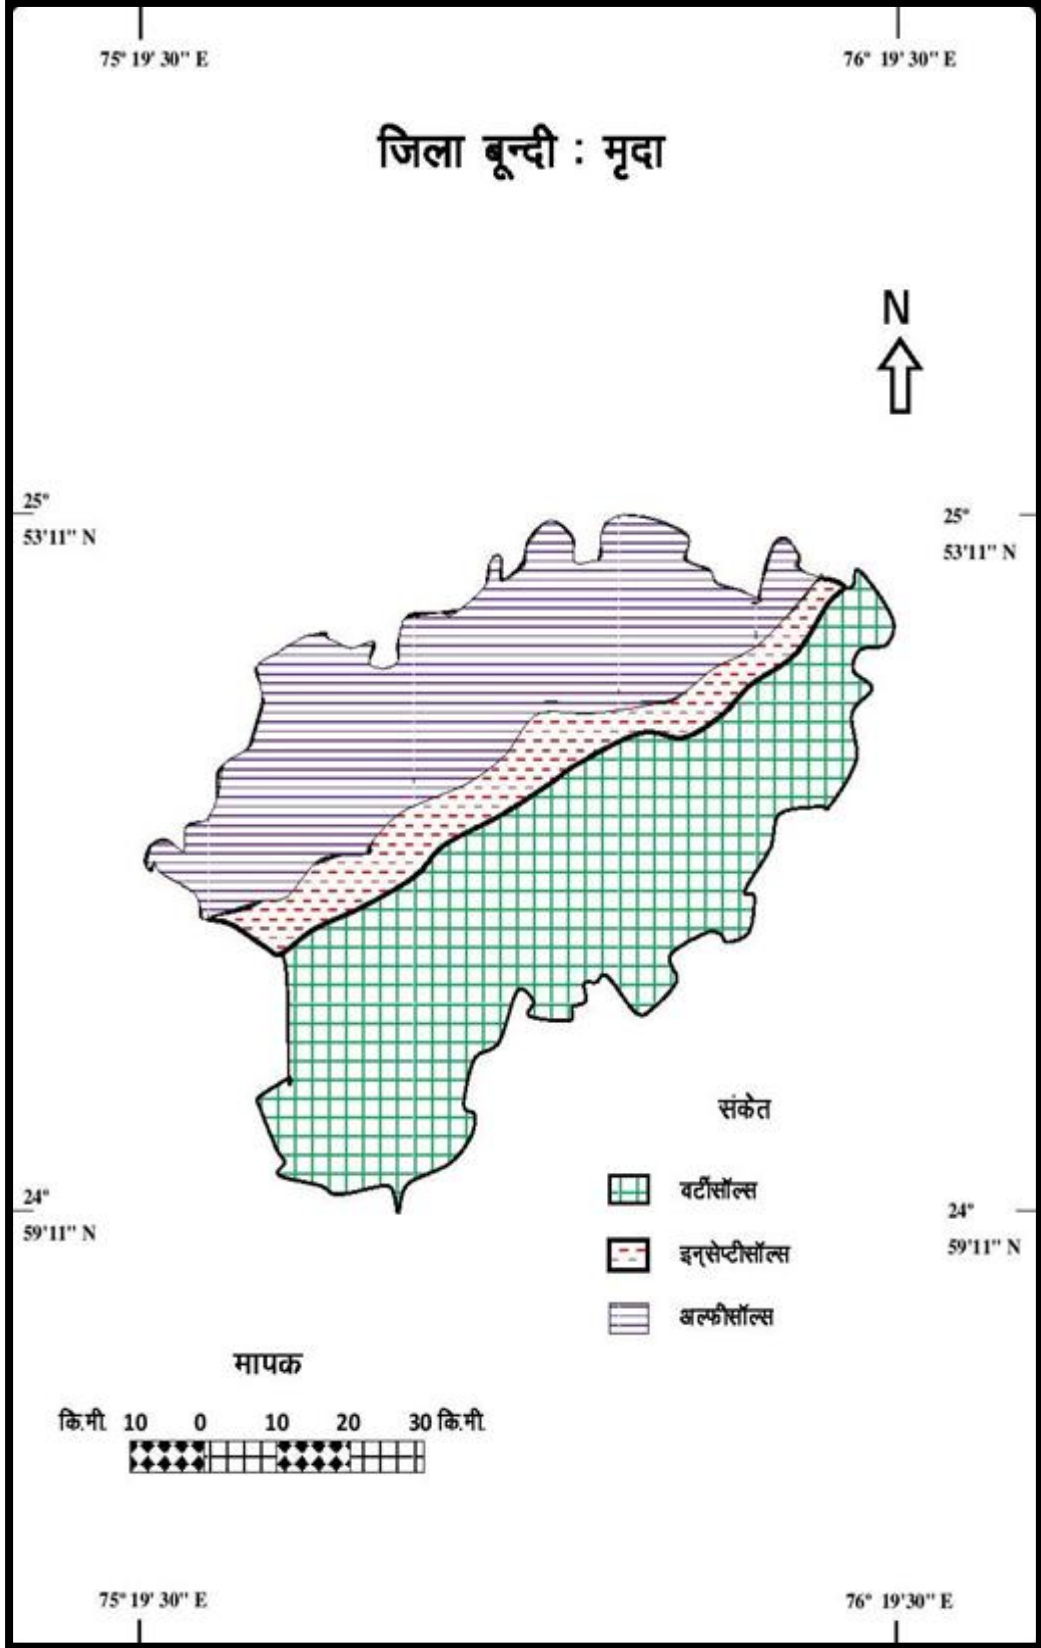 75° 19' 30" E
76° 19' 30" E
जिला बून्दी : मृदा
N
25°
53'11" N
25°
53'11" N
संकेत
वर्टीसॉल्स
इन्सेप्टीसॉल्स
अल्फीसॉल्स
24°
59'11" N
24°
59'11" N
मापक
कि.मी. 10 0 10 20 30 कि.मी.
75° 19' 30" E
76° 19'30" E